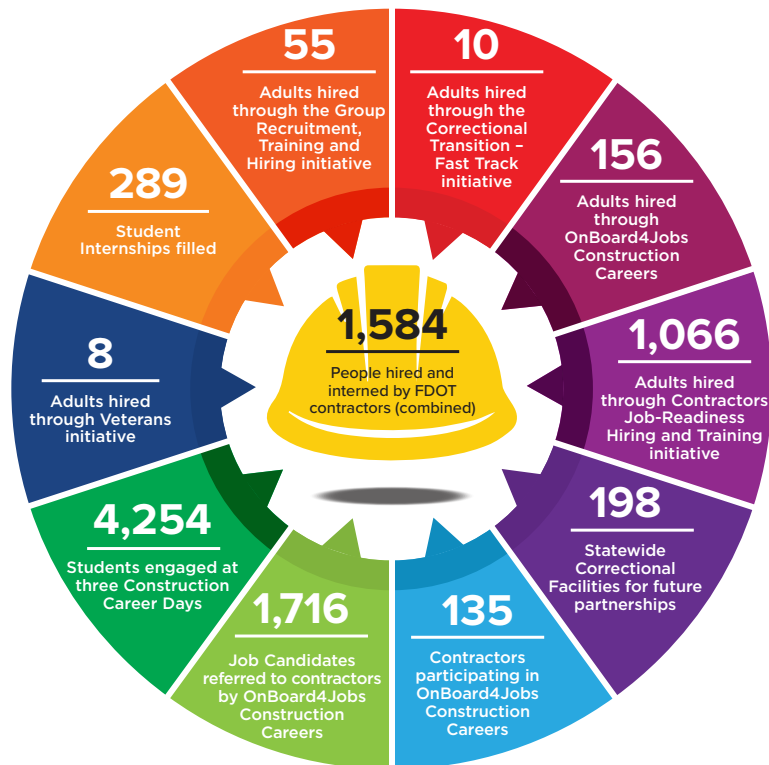 55
Adults hired
through the Group
Recruitment,
Training and
Hiring initiative
10
Adults hired
through the
Correctional
Transition –
Fast Track
initiative
156
Adults hired
through
OnBoard4Jobs
Construction
Careers
1,066
Adults hired
through Contractors
Job-Readiness
Hiring and Training
initiative
198
Statewide
Correctional
Facilities for future
partnerships
135
Contractors
participating in
OnBoard4Jobs
Construction
Careers
1,716
Job Candidates
referred to contractors
by OnBoard4Jobs
Construction
Careers
4,254
Students engaged at
three Construction
Career Days
8
Adults hired
through Veterans
initiative
289
Student
Internships filled
1,584
People hired and
interned by FDOT
contractors (combined)